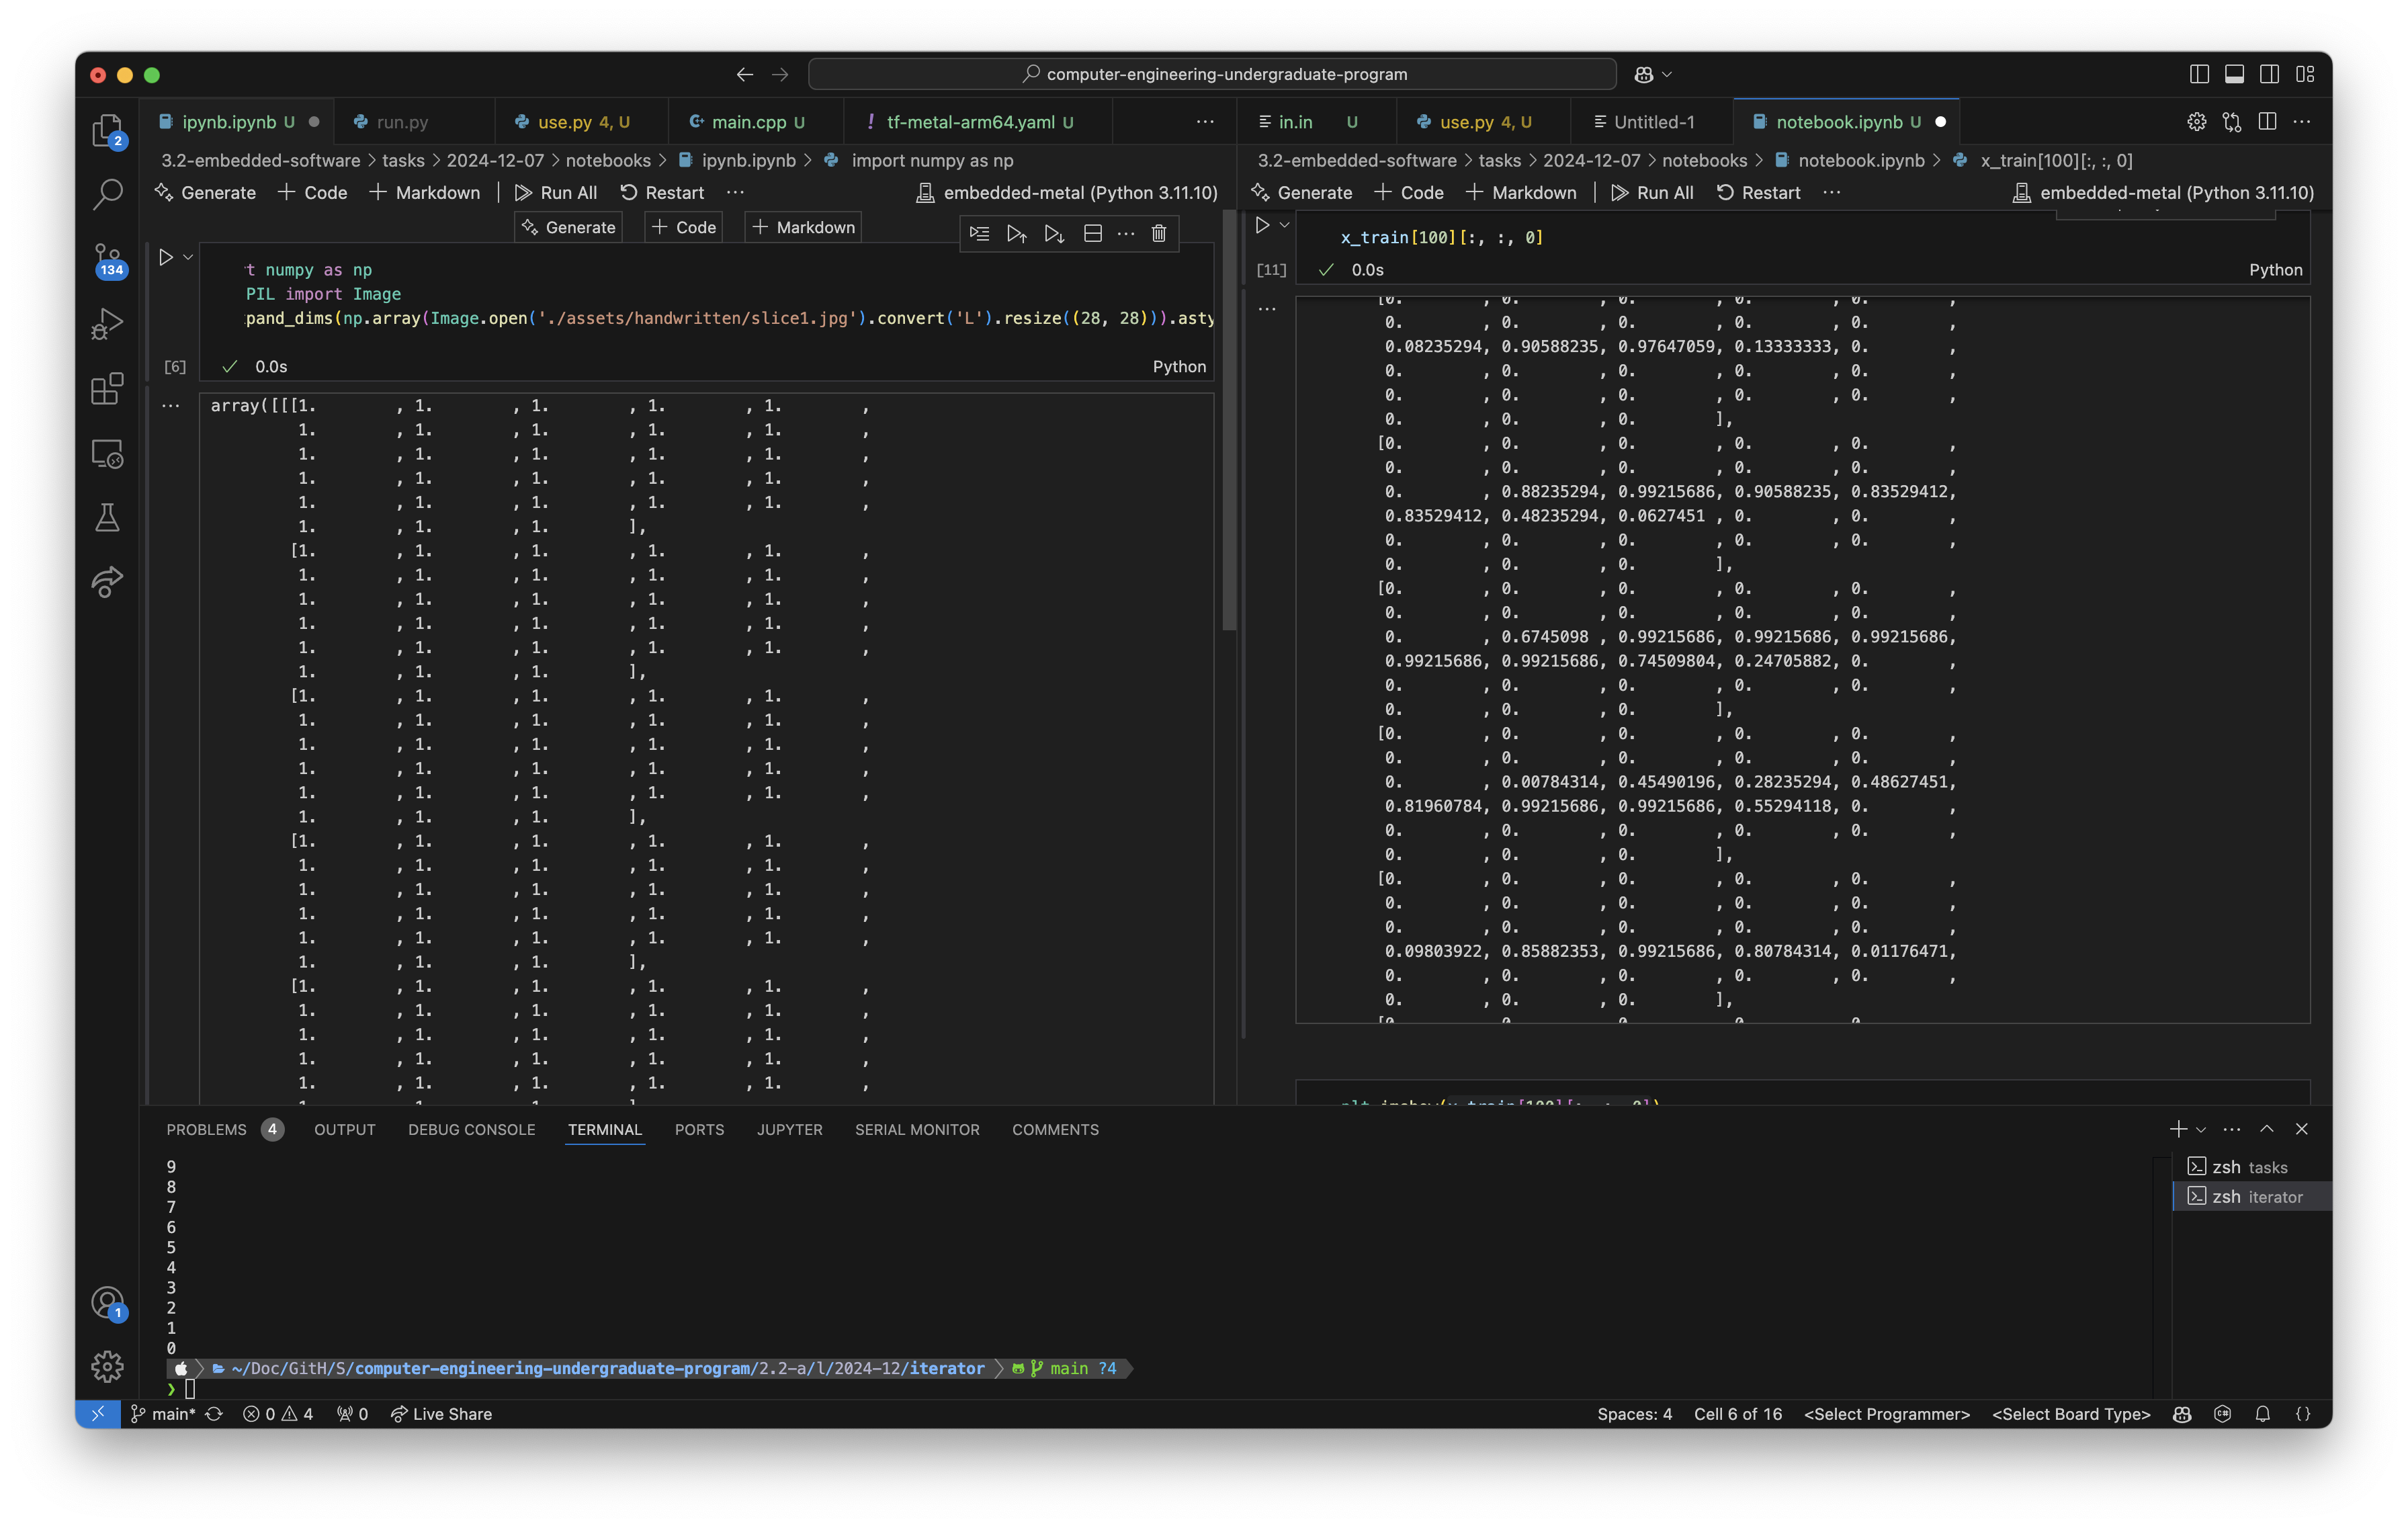 computer-engineering-undergraduate-program
ipynb.ipynb U
run.py
use.py 4, U
main.cpp U
! tf-metal-arm64.yaml U
in.in U
use.py 4, U
Untitled-1
notebook.ipynb U
3.2-embedded-software > tasks > 2024-12-07 > notebooks > ipynb.ipynb > import numpy as np
3.2-embedded-software > tasks > 2024-12-07 > notebooks > notebook.ipynb > x_train[100][:, :, 0]
Generate + Code + Markdown | Run All Restart ...
embedded-metal (Python 3.11.10)
Generate + Code + Markdown | Run All Restart ...
embedded-metal (Python 3.11.10)
Generate + Code + Markdown
t numpy as np
PIL import Image
pand_dims(np.array(Image.open('./assets/handwritten/slice1.jpg').convert('L').resize((28, 28))).asty
[6] 0.0s Python
array([[[1. , 1. , 1. , 1. , 1. ,
1. , 1. , 1. , 1. , 1. ,
1. , 1. , 1. , 1. , 1. ,
1. , 1. , 1. , 1. , 1. ,
1. , 1. , 1. , 1. , 1. ,
1. , 1. , 1. ],
[1. , 1. , 1. , 1. , 1. ,
1. , 1. , 1. , 1. , 1. ,
1. , 1. , 1. , 1. , 1. ,
1. , 1. , 1. , 1. , 1. ,
1. , 1. , 1. , 1. , 1. ,
1. , 1. , 1. ],
[1. , 1. , 1. , 1. , 1. ,
1. , 1. , 1. , 1. , 1. ,
1. , 1. , 1. , 1. , 1. ,
1. , 1. , 1. , 1. , 1. ,
1. , 1. , 1. , 1. , 1. ,
1. , 1. , 1. ],
[1. , 1. , 1. , 1. , 1. ,
1. , 1. , 1. , 1. , 1. ,
1. , 1. , 1. , 1. , 1. ,
1. , 1. , 1. , 1. , 1. ,
1. , 1. , 1. , 1. , 1. ,
1. , 1. , 1. ],
[1. , 1. , 1. , 1. , 1. ,
1. , 1. , 1. , 1. , 1. ,
1. , 1. , 1. , 1. , 1. ,
1. , 1. , 1. , 1. , 1. ,
1. , 1. , 1. , 1. , 1. ,
x_train[100][:, :, 0]
[11] 0.0s Python
[0. , 0. , 0. , 0. , 0. ,
0. , 0. , 0. , 0. , 0. ,
0.08235294, 0.90588235, 0.97647059, 0.13333333, 0. ,
0. , 0. , 0. , 0. , 0. ,
0. , 0. , 0. , 0. , 0. ,
0. , 0. , 0. ],
[0. , 0. , 0. , 0. , 0. ,
0. , 0. , 0. , 0. , 0. ,
0. , 0.88235294, 0.99215686, 0.90588235, 0.83529412,
0.83529412, 0.48235294, 0.0627451 , 0. , 0. ,
0. , 0. , 0. , 0. , 0. ,
0. , 0. , 0. ],
[0. , 0. , 0. , 0. , 0. ,
0. , 0. , 0. , 0. , 0. ,
0. , 0.6745098 , 0.99215686, 0.99215686, 0.99215686,
0.99215686, 0.99215686, 0.74509804, 0.24705882, 0. ,
0. , 0. , 0. , 0. , 0. ,
0. , 0. , 0. ],
[0. , 0. , 0. , 0. , 0. ,
0. , 0. , 0. , 0. , 0. ,
0. , 0.00784314, 0.45490196, 0.28235294, 0.48627451,
0.81960784, 0.99215686, 0.99215686, 0.55294118, 0. ,
0. , 0. , 0. , 0. , 0. ,
0. , 0. , 0. ],
[0. , 0. , 0. , 0. , 0. ,
0. , 0. , 0. , 0. , 0. ,
0. , 0. , 0. , 0. , 0. ,
0.09803922, 0.85882353, 0.99215686, 0.80784314, 0.01176471,
0. , 0. , 0. , 0. , 0. ,
0. , 0. , 0. ],
plt.imshow(x_train[100][:, :, 0])
PROBLEMS 4 OUTPUT DEBUG CONSOLE TERMINAL PORTS JUPYTER SERIAL MONITOR COMMENTS
9
8
7
6
5
4
3
2
1
0
~/Doc/GitH/S/computer-engineering-undergraduate-program/2.2-a/l/2024-12/iterator main ?4
❯
zsh tasks
zsh iterator
2
134
1
main* 0 4 0 Live Share
Spaces: 4 Cell 6 of 16 <Select Programmer> <Select Board Type>